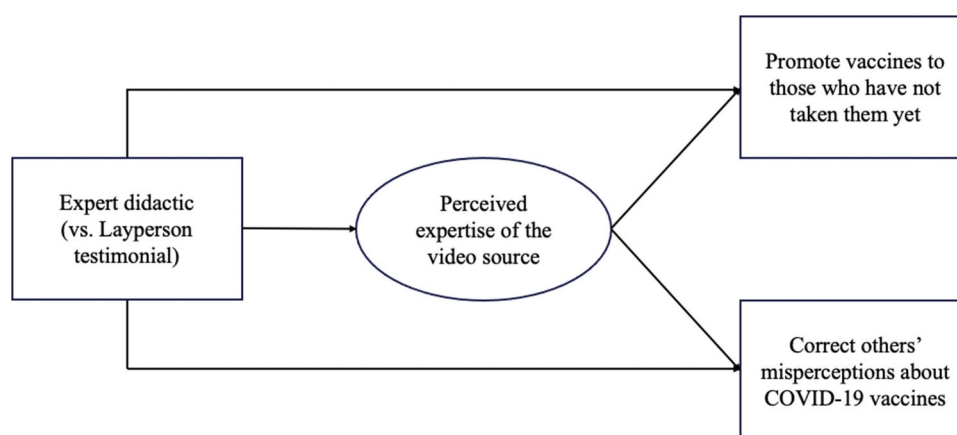 Expert didactic
(vs. Layperson
testimonial)
Perceived
expertise of the
video source
Promote vaccines to
those who have not
taken them yet
Correct others’
misperceptions about
COVID-19 vaccines